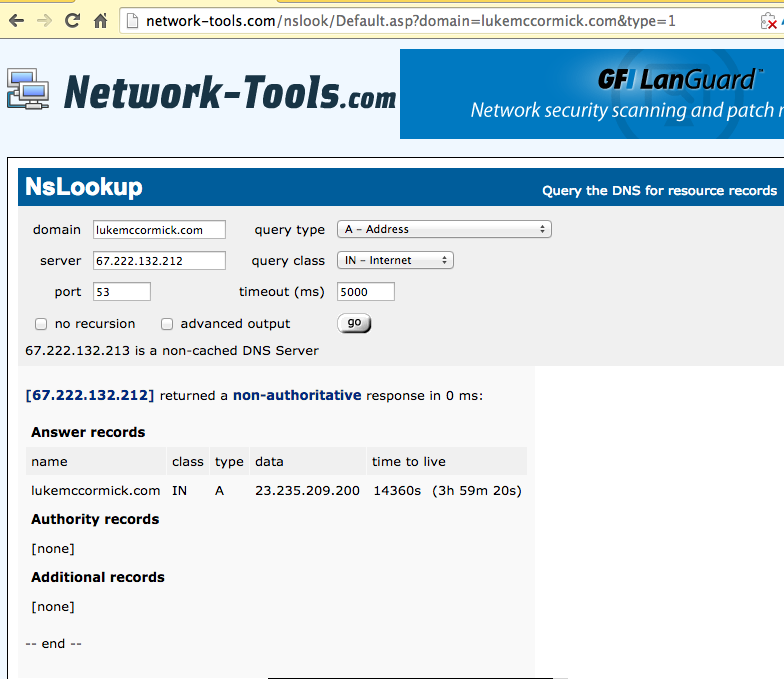 network-tools.com/nslook/Default.asp?domain=lukemccormick.com&type=1
Network-Tools.com
GFI LanGuard™
Network security scanning and patch
NsLookup
Query the DNS for resource records
domain lukemccormick.com query type A - Address
server 67.222.132.212 query class IN - Internet
port 53 timeout (ms) 5000
no recursion advanced output go
67.222.132.213 is a non-cached DNS Server
[67.222.132.212] returned a non-authoritative response in 0 ms:
Answer records
name class type data time to live
lukemccormick.com IN A 23.235.209.200 14360s (3h 59m 20s)
Authority records
[none]
Additional records
[none]
-- end --